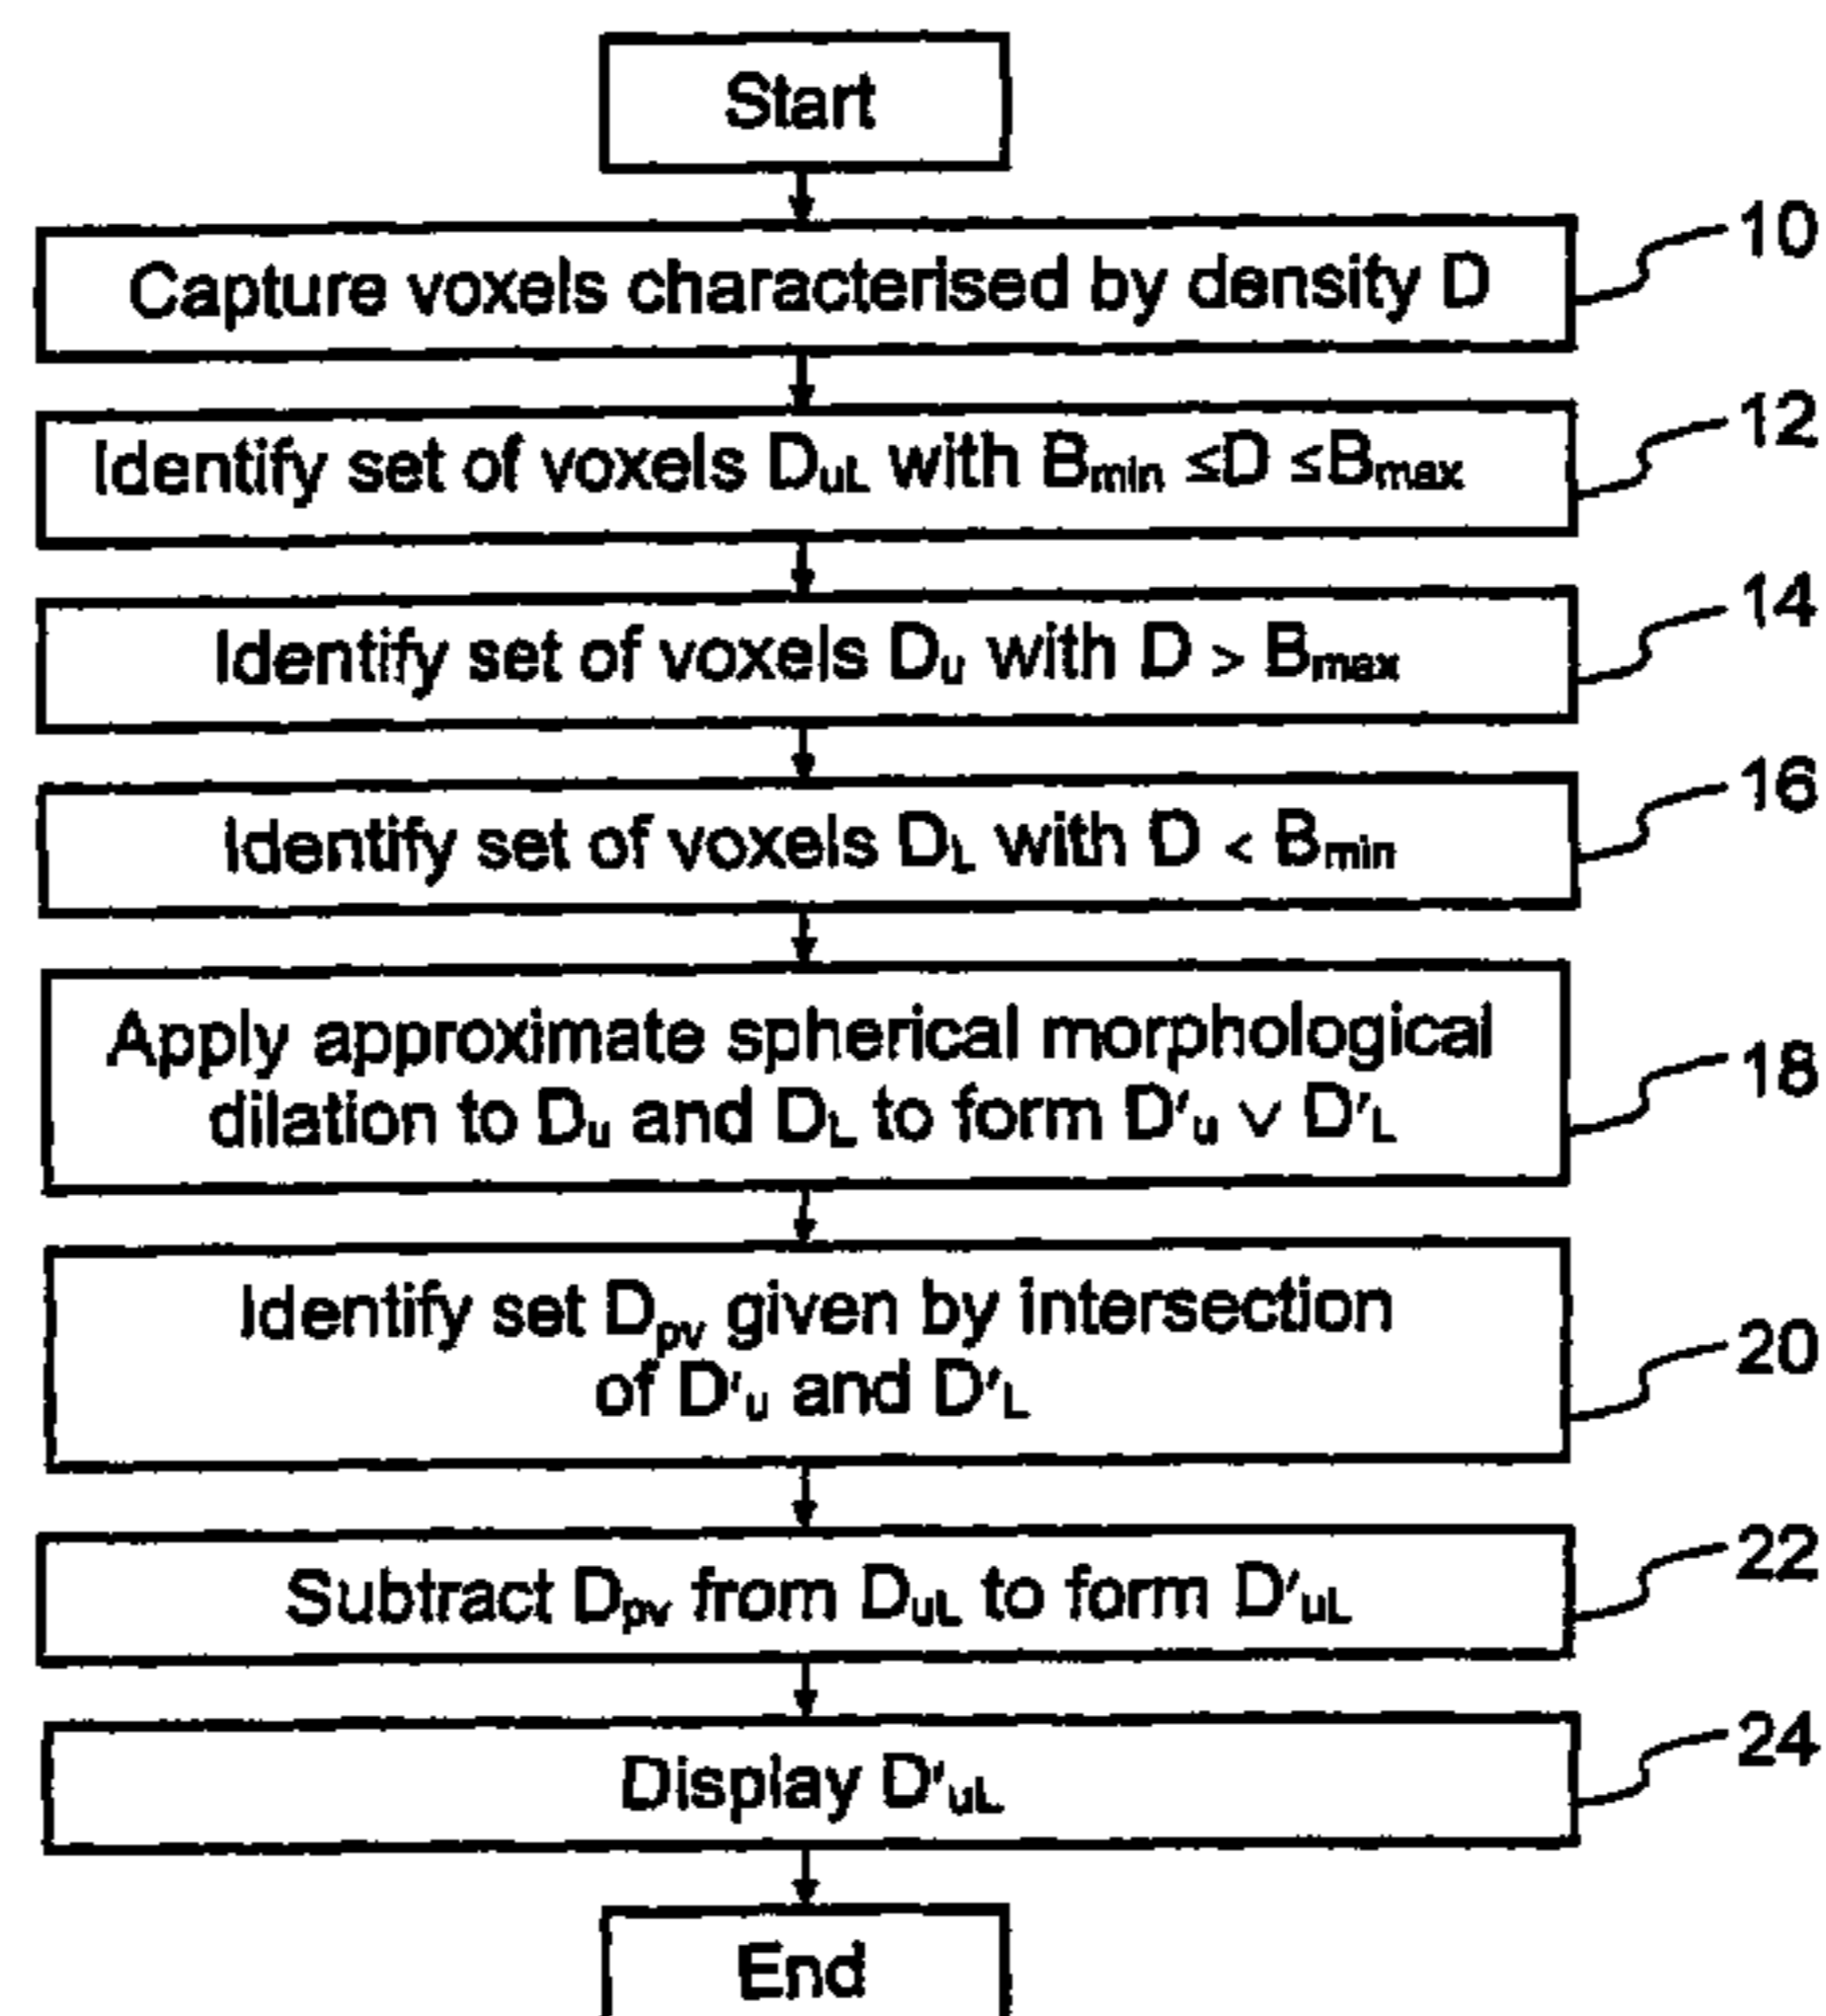 Start
Capture voxels characterised by density D
10
Identify set of voxels DuL with Bmin ≤D ≤Bmax
12
Identify set of voxels Du with D > Bmax
14
Identify set of voxels DL with D < Bmin
16
Apply approximate spherical morphological
dilation to Du and DL to form D'u ∨ D'L
18
Identify set Dpv given by intersection
of D'u and D'L
20
Subtract Dpv from DuL to form D'uL
22
Display D'uL
24
End